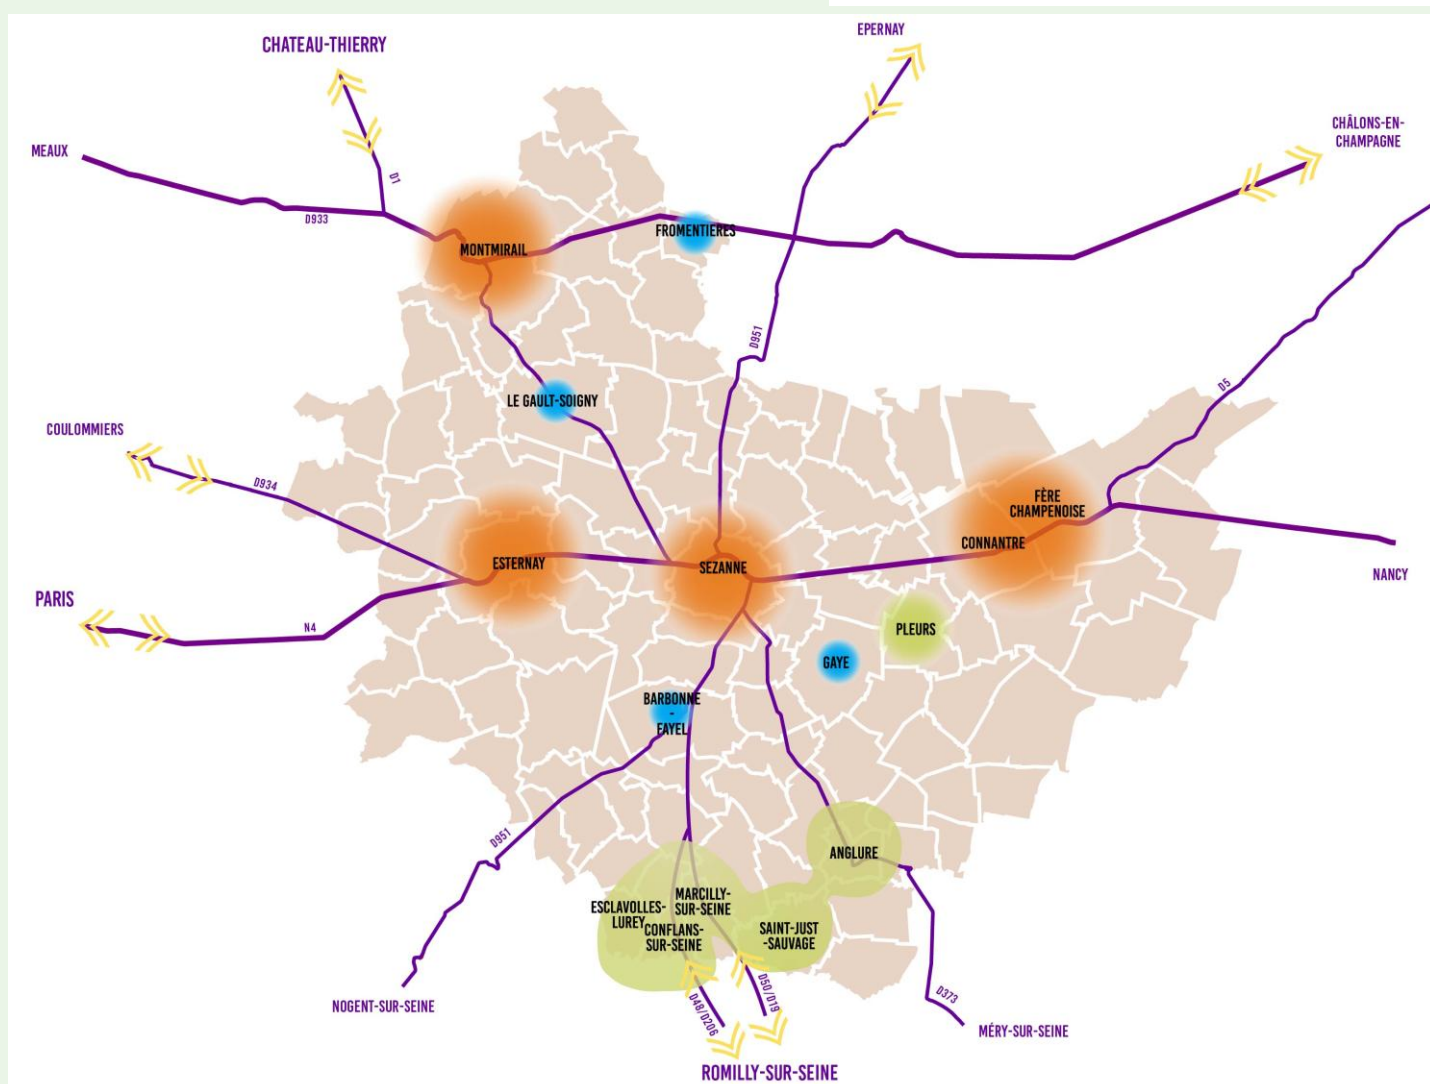 EPERNAY
CHATEAU-THIERRY
CHÂLONS-EN-
CHAMPAGNE
MEAUX
D1
D933
FROMENTIÈRES
MONTMIRAIL
D951
D5
LE GAULT-SOIGNY
COULOMMIERS
D934
FÈRE
CHAMPENOISE
CONNANTRE
ESTERNAY
SEZANNE
NANCY
PARIS
N4
PLEURS
GAYE
BARBONNE
-
FAYEL
D951
ANGLURE
MARCILLY-
SUR-SEINE
ESCLAVOLLES-
LUREY
CONFLANS-
SUR-SEINE
SAINT-JUST
-SAUVAGE
D50/D19
D48/D206
D373
NOGENT-SUR-SEINE
MÉRY-SUR-SEINE
ROMILLY-SUR-SEINE